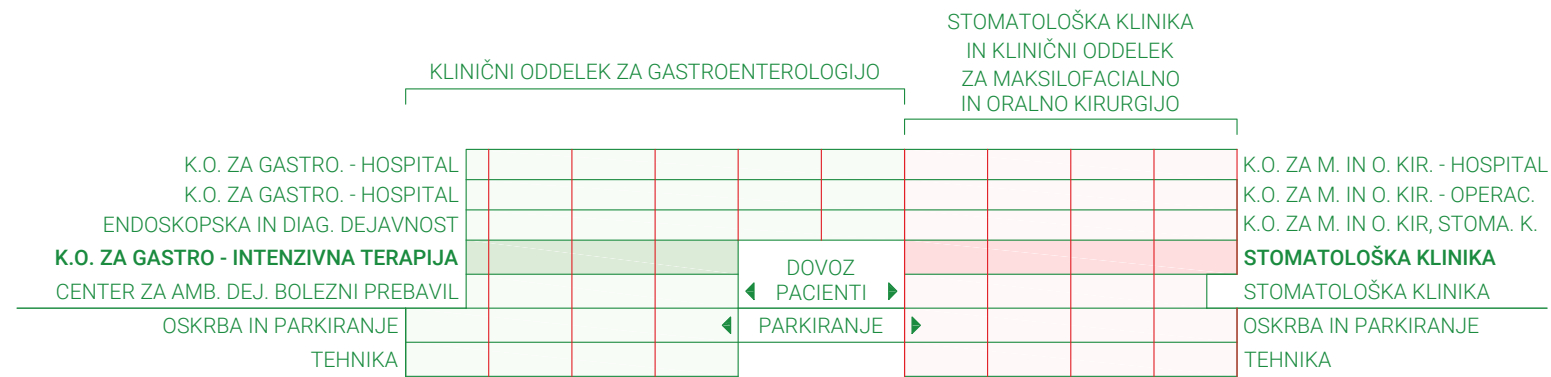 STOMATOLOŠKA KLINIKA
IN KLINIČNI ODDELEK
ZA MAKSILOFACIALNO
IN ORALNO KIRURGIJO
KLINIČNI ODDELEK ZA GASTROENTEROLOGIJO
K.O. ZA GASTRO. - HOSPITAL
K.O. ZA M. IN O. KIR. - HOSPITAL
K.O. ZA GASTRO. - HOSPITAL
K.O. ZA M. IN O. KIR. - OPERAC.
ENDOSKOPSKA IN DIAG. DEJAVNOST
K.O. ZA M. IN O. KIR, STOMA. K.
K.O. ZA GASTRO - INTENZIVNA TERAPIJA
STOMATOLOŠKA KLINIKA
DOVOZ
PACIENTI
CENTER ZA AMB. DEJ. BOLEZNI PREBAVIL
STOMATOLOŠKA KLINIKA
OSKRBA IN PARKIRANJE
PARKIRANJE
OSKRBA IN PARKIRANJE
TEHNIKA
TEHNIKA